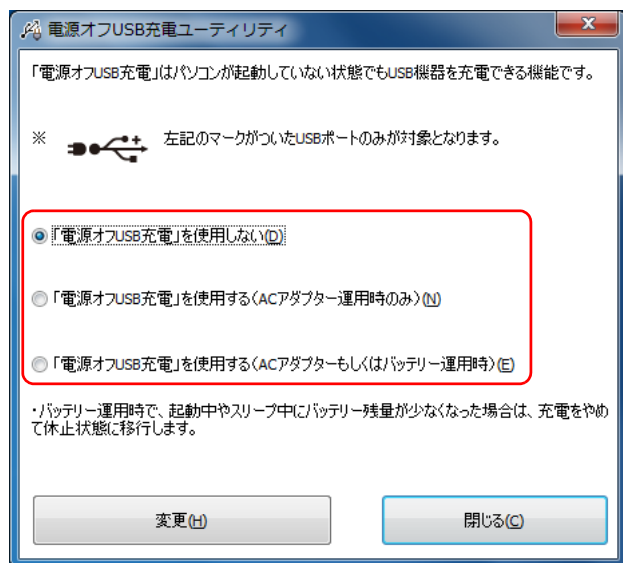 電源オフUSB充電ユーティリティ
「電源オフUSB充電」はパソコンが起動していない状態でもUSB機器を充電できる機能です。
※ 左記のマークがついたUSBポートのみが対象となります。
「電源オフUSB充電」を使用しない(D)
「電源オフUSB充電」を使用する(ACアダプター運用時のみ)(N)
「電源オフUSB充電」を使用する(ACアダプターもしくはバッテリー運用時)(E)
・バッテリー運用時で、起動中やスリープ中にバッテリー残量が少なくなった場合は、充電をやめ
て休止状態に移行します。
変更(H) 閉じる(C)